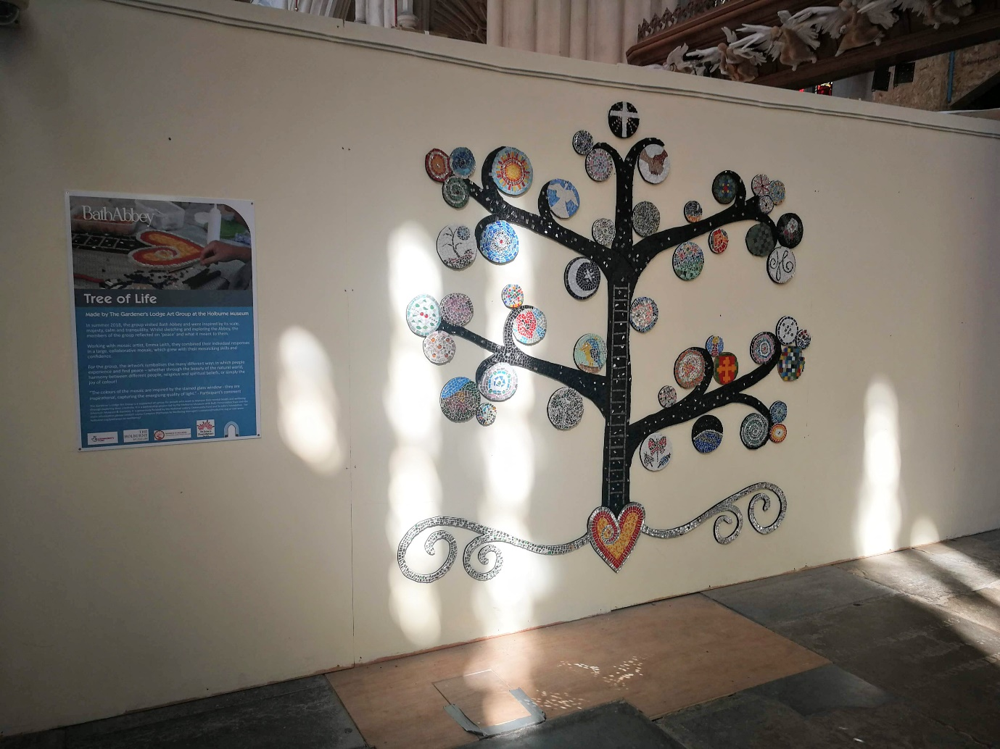 BathAbbey
Tree of Life
Made by The Gardener's Lodge Art Group at the Holburne Museum
In summer 2018, the group visited Bath Abbey and were inspired by its scale,
majesty, calm and tranquility. Whilst sketching and exploring the Abbey, the
members of the group reflected on 'peace' and what it meant to them.
Working with mosaic artist, Emma Leith, they combined their individual responses
in a large, collaborative mosaic, which grew with their mosaicking skills and
confidence.
For the group, the artwork symbolises the many different ways in which people
experience and find peace – whether through the beauty of the natural world,
harmony between different people, religious and spiritual beliefs, or simply the
joy of colour!
"The colours of the mosaic are inspired by the stained glass window - they are
inspirational, capturing the energising quality of light." - Participant's comment
THE
HOLBURNE
MUSEUM
St John's
Foundation
H